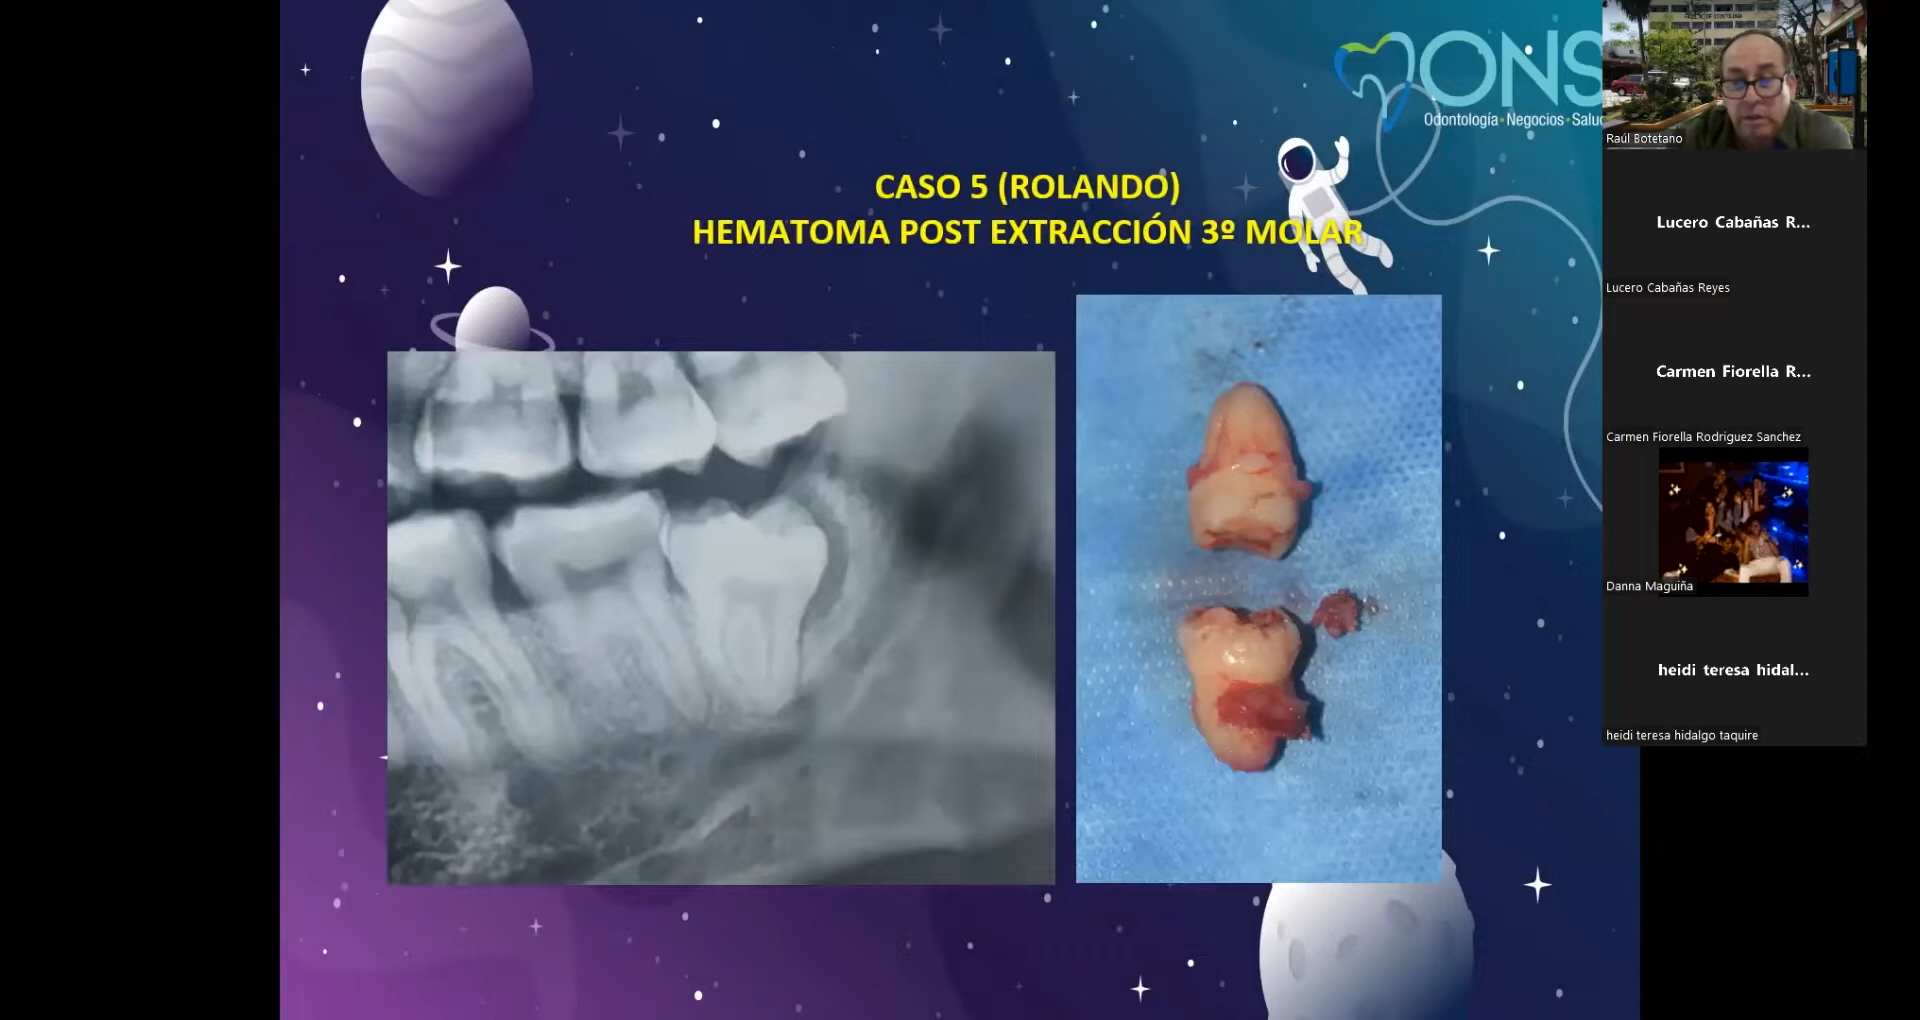 ONS
Odontología•Negocios•Salu
CASO 5 (ROLANDO)
HEMATOMA POST EXTRACCIÓN 3º MOLAR
Raúl Botetano
Lucero Cabañas R...
Lucero Cabañas Reyes
Carmen Fiorella R...
Carmen Fiorella Rodriguez Sanchez
Danna Maguiña
heidi teresa hidal...
heidi teresa hidalgo taquire